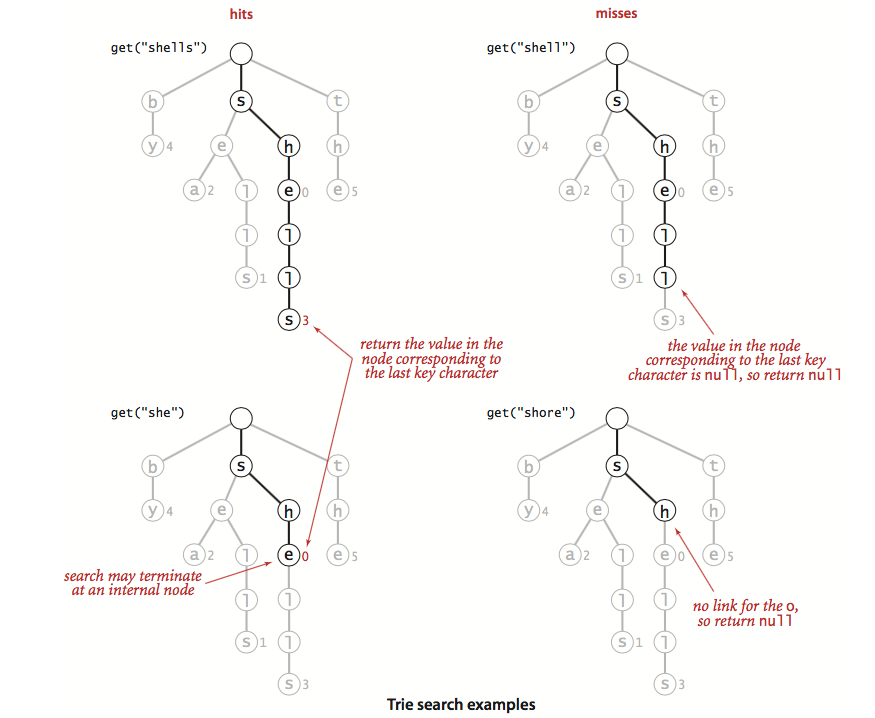 hits
misses
get("shells")
s
b
t
y 4
e
h
h
a 2
l
e 0
e 5
l
l
s 1
l
s 3
get("shell")
b
s
t
y 4
e
h
h
a 2
l
e 0
e 5
l
l
s 1
l
s 3
return the value in the
node corresponding to
the last key character
the value in the node
corresponding to the last key
character is null, so return null
get("she")
b
s
t
y 4
e
h
h
a 2
l
e 0
e 5
search may terminate
at an internal node
l
l
s 1
l
s 3
get("shore")
b
s
t
y 4
e
h
h
a 2
l
e 0
e 5
l
l
s 1
l
s 3
no link for the o,
so return null
Trie search examples